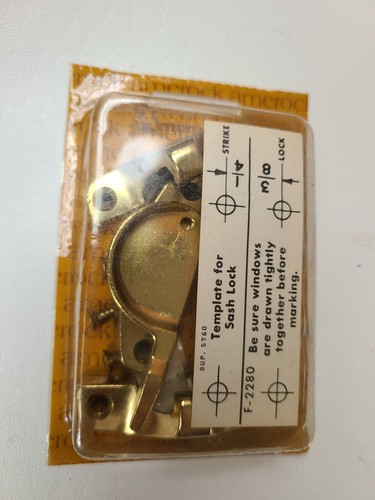 amerock amerock
STRIKE
1/4
3/8
LOCK
SUP. 5760
Template for
Sash Lock
F-2280
Be sure windows
are drawn tightly
together before
marking.